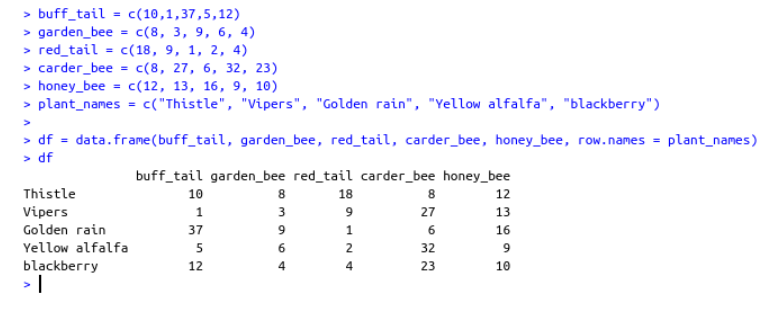 > buff_tail = c(10,1,37,5,12)
> garden_bee = c(8, 3, 9, 6, 4)
> red_tail = c(18, 9, 1, 2, 4)
> carder_bee = c(8, 27, 6, 32, 23)
> honey_bee = c(12, 13, 16, 9, 10)
> plant_names = c("Thistle", "Vipers", "Golden rain", "Yellow alfalfa", "blackberry")
>
> df = data.frame(buff_tail, garden_bee, red_tail, carder_bee, honey_bee, row.names = plant_names)
> df
               buff_tail garden_bee red_tail carder_bee honey_bee
Thistle               10          8       18          8        12
Vipers                 1          3        9         27        13
Golden rain           37          9        1          6        16
Yellow alfalfa         5          6        2         32         9
blackberry            12          4        4         23        10
>